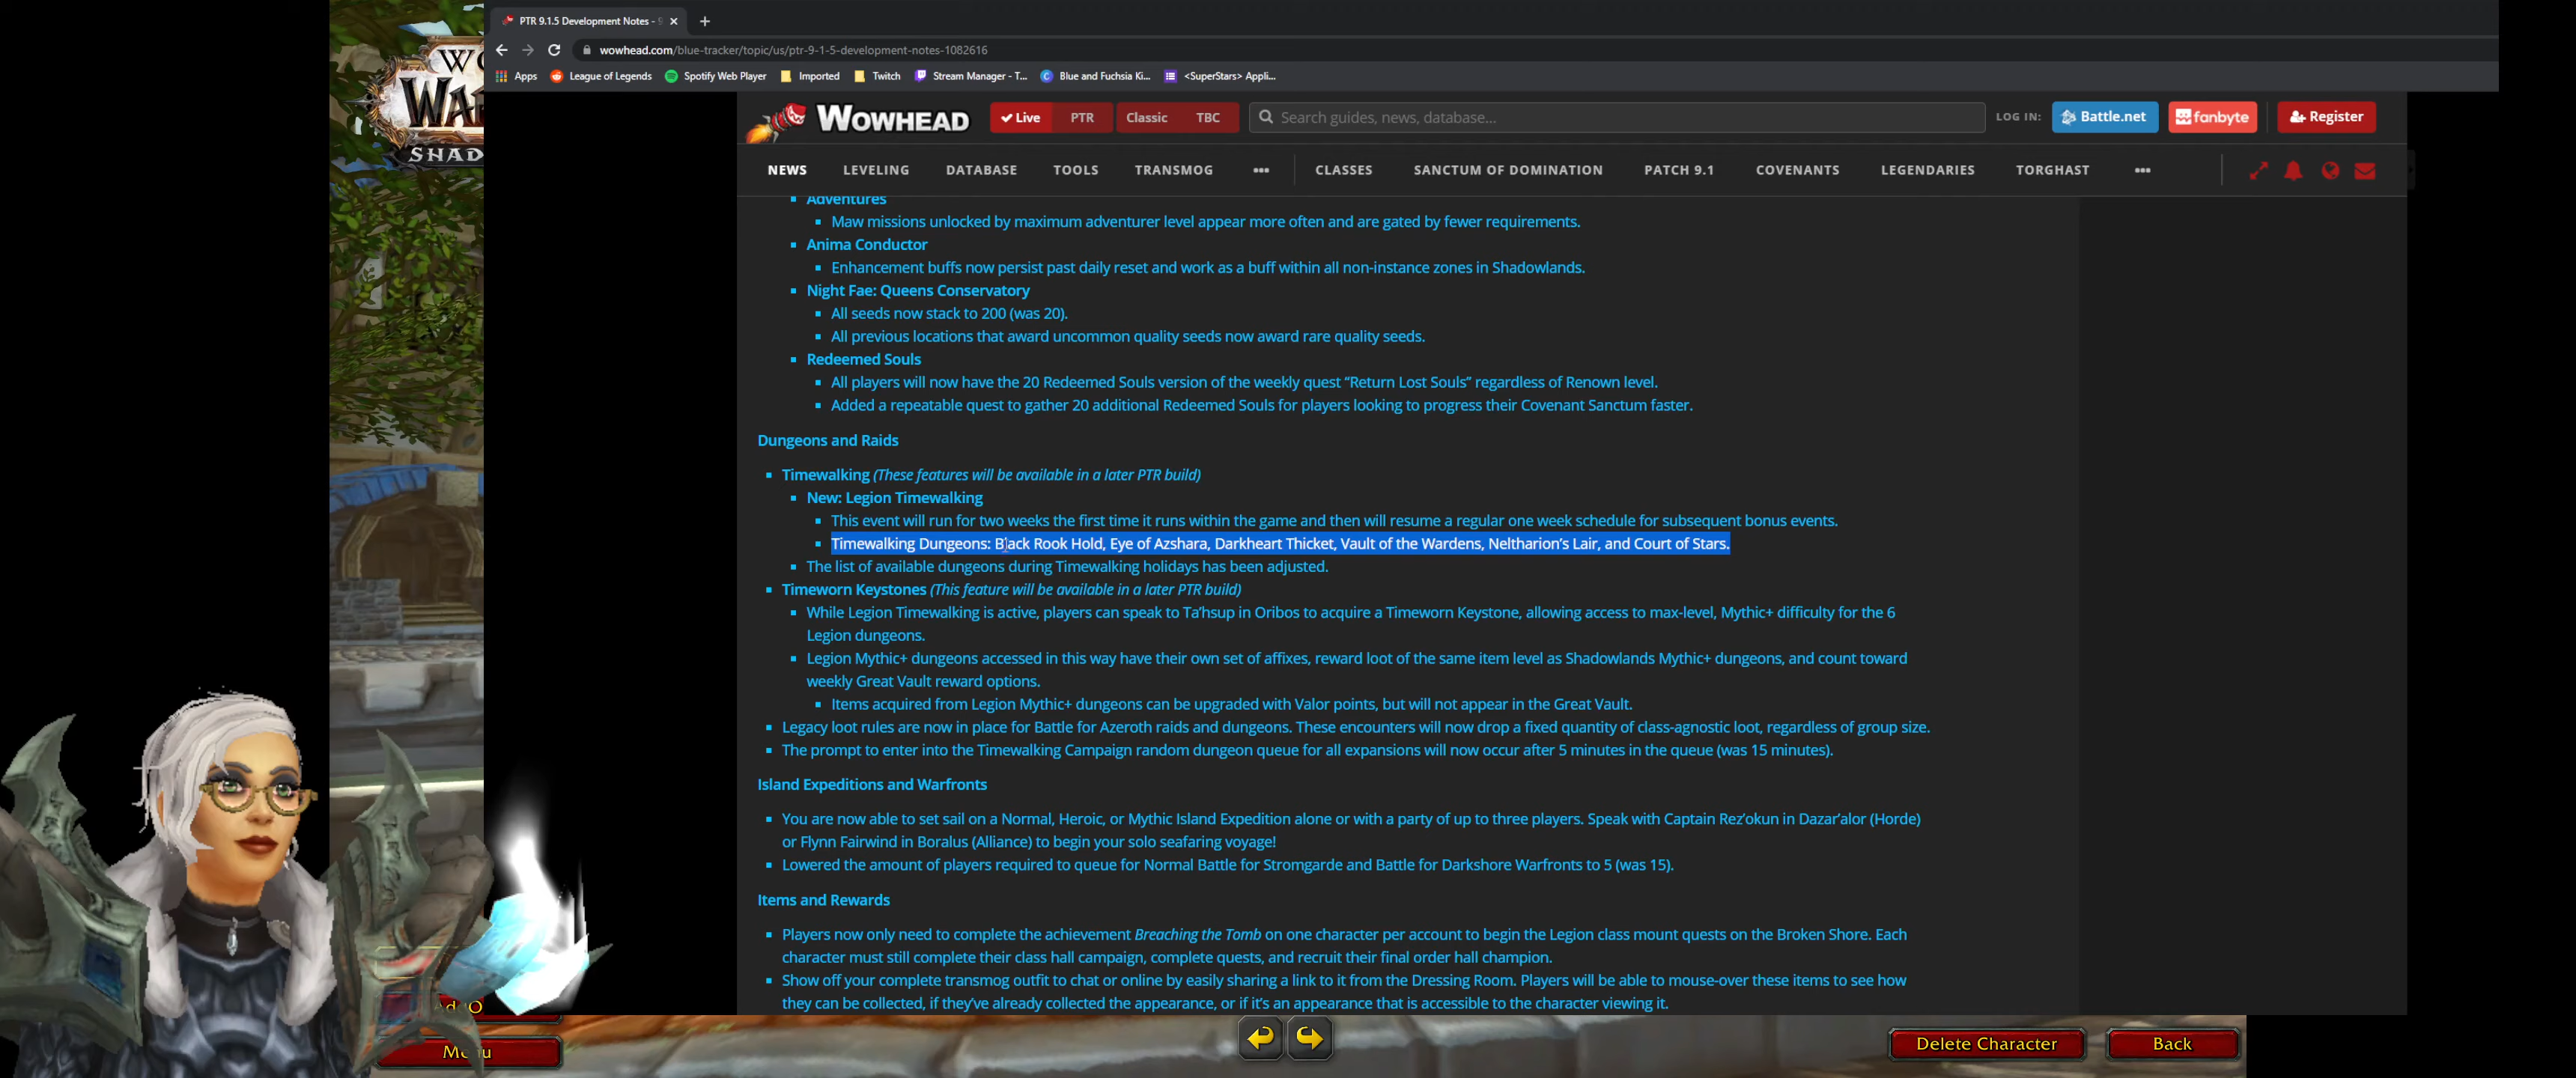 PTR 9.1.5 Development Notes - 9
wowhead.com/blue-tracker/topic/us/ptr-9-1-5-development-notes-1082616
Apps League of Legends Spotify Web Player Imported Twitch Stream Manager - T... Blue and Fuchsia Ki... <SuperStars> Appli...
WOWHEAD Live PTR Classic TBC Search guides, news, database... LOG IN: Battle.net fanbyte Register
SHAD
NEWS LEVELING DATABASE TOOLS TRANSMOG ••• CLASSES SANCTUM OF DOMINATION PATCH 9.1 COVENANTS LEGENDARIES TORGHAST •••
Adventures
Maw missions unlocked by maximum adventurer level appear more often and are gated by fewer requirements.
Anima Conductor
Enhancement buffs now persist past daily reset and work as a buff within all non-instance zones in Shadowlands.
Night Fae: Queens Conservatory
All seeds now stack to 200 (was 20).
All previous locations that award uncommon quality seeds now award rare quality seeds.
Redeemed Souls
All players will now have the 20 Redeemed Souls version of the weekly quest “Return Lost Souls” regardless of Renown level.
Added a repeatable quest to gather 20 additional Redeemed Souls for players looking to progress their Covenant Sanctum faster.
Dungeons and Raids
Timewalking (These features will be available in a later PTR build)
New: Legion Timewalking
This event will run for two weeks the first time it runs within the game and then will resume a regular one week schedule for subsequent bonus events.
Timewalking Dungeons: Black Rook Hold, Eye of Azshara, Darkheart Thicket, Vault of the Wardens, Neltharion’s Lair, and Court of Stars.
The list of available dungeons during Timewalking holidays has been adjusted.
Timeworn Keystones (This feature will be available in a later PTR build)
While Legion Timewalking is active, players can speak to Ta’hsup in Oribos to acquire a Timeworn Keystone, allowing access to max-level, Mythic+ difficulty for the 6
Legion dungeons.
Legion Mythic+ dungeons accessed in this way have their own set of affixes, reward loot of the same item level as Shadowlands Mythic+ dungeons, and count toward
weekly Great Vault reward options.
Items acquired from Legion Mythic+ dungeons can be upgraded with Valor points, but will not appear in the Great Vault.
Legacy loot rules are now in place for Battle for Azeroth raids and dungeons. These encounters will now drop a fixed quantity of class-agnostic loot, regardless of group size.
The prompt to enter into the Timewalking Campaign random dungeon queue for all expansions will now occur after 5 minutes in the queue (was 15 minutes).
Island Expeditions and Warfronts
You are now able to set sail on a Normal, Heroic, or Mythic Island Expedition alone or with a party of up to three players. Speak with Captain Rez’okun in Dazar’alor (Horde)
or Flynn Fairwind in Boralus (Alliance) to begin your solo seafaring voyage!
Lowered the amount of players required to queue for Normal Battle for Stromgarde and Battle for Darkshore Warfronts to 5 (was 15).
Items and Rewards
Players now only need to complete the achievement Breaching the Tomb on one character per account to begin the Legion class mount quests on the Broken Shore. Each
character must still complete their class hall campaign, complete quests, and recruit their final order hall champion.
Show off your complete transmog outfit to chat or online by easily sharing a link to it from the Dressing Room. Players will be able to mouse-over these items to see how
they can be collected, if they’ve already collected the appearance, or if it’s an appearance that is accessible to the character viewing it.
Delete Character Back